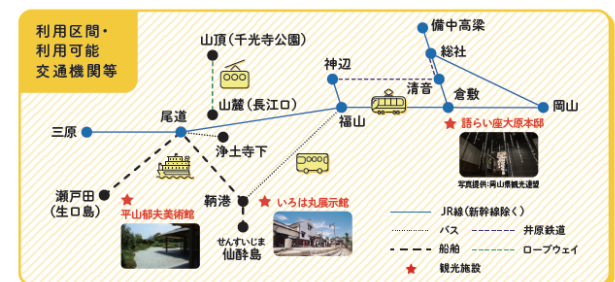 利用区間・
利用可能
交通機関等
備中高梁
総社
山頂(千光寺公園)
神辺
清音
山麓(長江口)
倉敷
岡山
尾道
福山
三原
浄土寺下
語らい座大原本邸
写真提供:岡山県観光連盟
瀬戸田
(生口島)
平山郁夫美術館
鞆港
いろは丸展示館
せんすいじま
仙酔島
JR線(新幹線除く)
バス
井原鉄道
船舶
ロープウェイ
観光施設